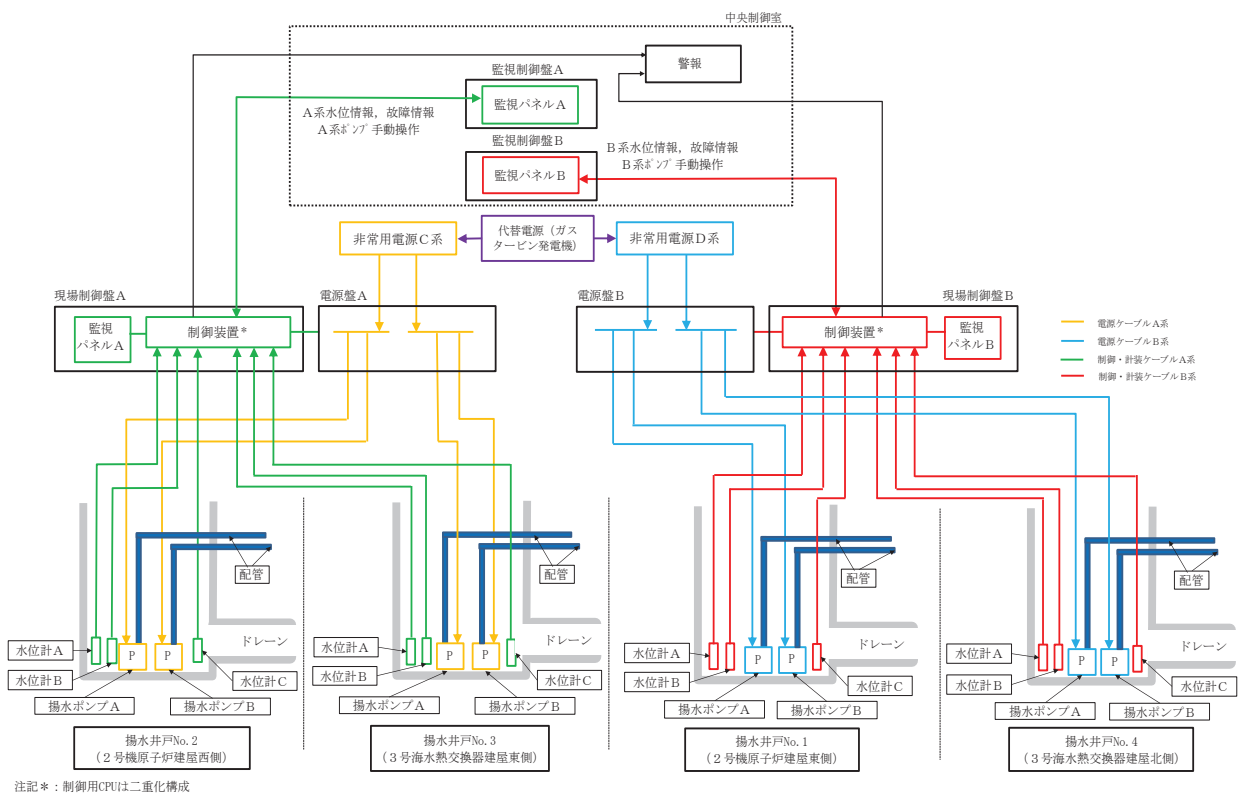 中央制御室
警報
監視制御盤A
監視パネルA
A系水位情報，故障情報
A系ﾎﾟﾝﾌﾟ手動操作
監視制御盤B
監視パネルB
B系水位情報，故障情報
B系ﾎﾟﾝﾌﾟ手動操作
非常用電源C系
代替電源（ガス
タービン発電機）
非常用電源D系
現場制御盤A
監視
パネルA
制御装置*
電源盤A
電源盤B
現場制御盤B
制御装置*
監視
パネルB
電源ケーブルA系
電源ケーブルB系
制御・計装ケーブルA系
制御・計装ケーブルB系
配管
ドレーン
水位計A
P
P
水位計B
水位計C
揚水ポンプA
揚水ポンプB
揚水井戸No.2
（２号機原子炉建屋西側）
配管
ドレーン
水位計A
P
P
水位計B
水位計C
揚水ポンプA
揚水ポンプB
揚水井戸No.3
（３号海水熱交換器建屋東側）
配管
ドレーン
水位計A
P
P
水位計B
水位計C
揚水ポンプA
揚水ポンプB
揚水井戸No.1
（２号機原子炉建屋東側）
配管
ドレーン
水位計A
P
P
水位計B
水位計C
揚水ポンプA
揚水ポンプB
揚水井戸No.4
（３号海水熱交換器建屋北側）
注記*：制御用CPUは二重化構成